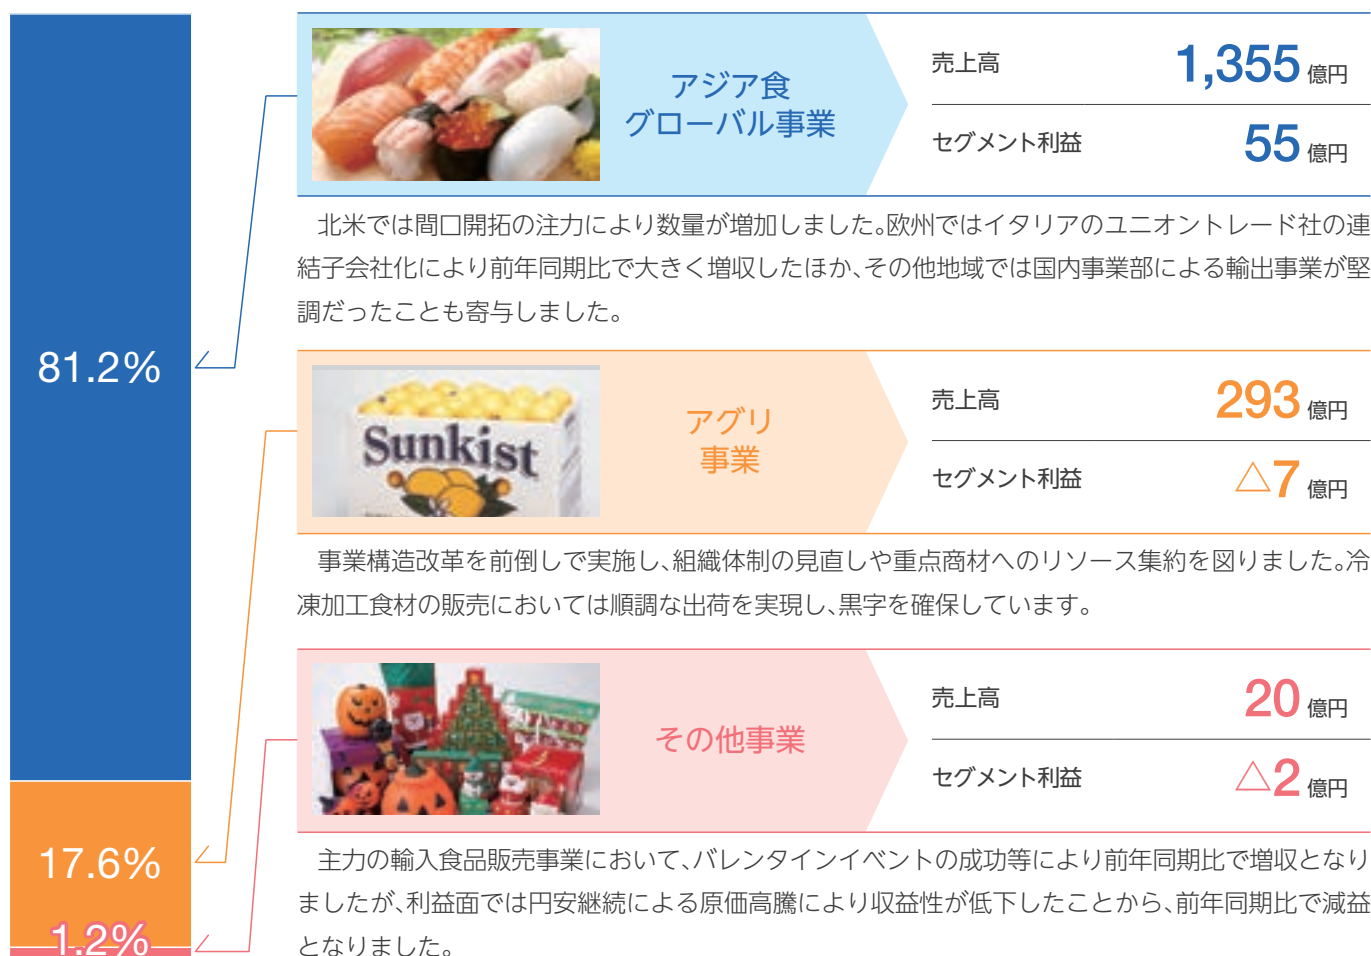 81.2%
17.6%
1.2%
アジア食
グローバル事業
売上高
1,355 億円
セグメント利益
55 億円
北米では間口開拓の注力により数量が増加しました。欧州ではイタリアのユニオントレード社の連
結子会社化により前年同期比で大きく増収したほか、その他地域では国内事業部による輸出事業が堅
調だったことも寄与しました。
Sunkist
アグリ
事業
売上高
293 億円
セグメント利益
△7 億円
事業構造改革を前倒しで実施し、組織体制の見直しや重点商材へのリソース集約を図りました。冷
凍加工食材の販売においては順調な出荷を実現し、黒字を確保しています。
その他事業
売上高
20 億円
セグメント利益
△2 億円
主力の輸入食品販売事業において、バレンタインイベントの成功等により前年同期比で増収となり
ましたが、利益面では円安継続による原価高騰により収益性が低下したことから、前年同期比で減益
となりました。